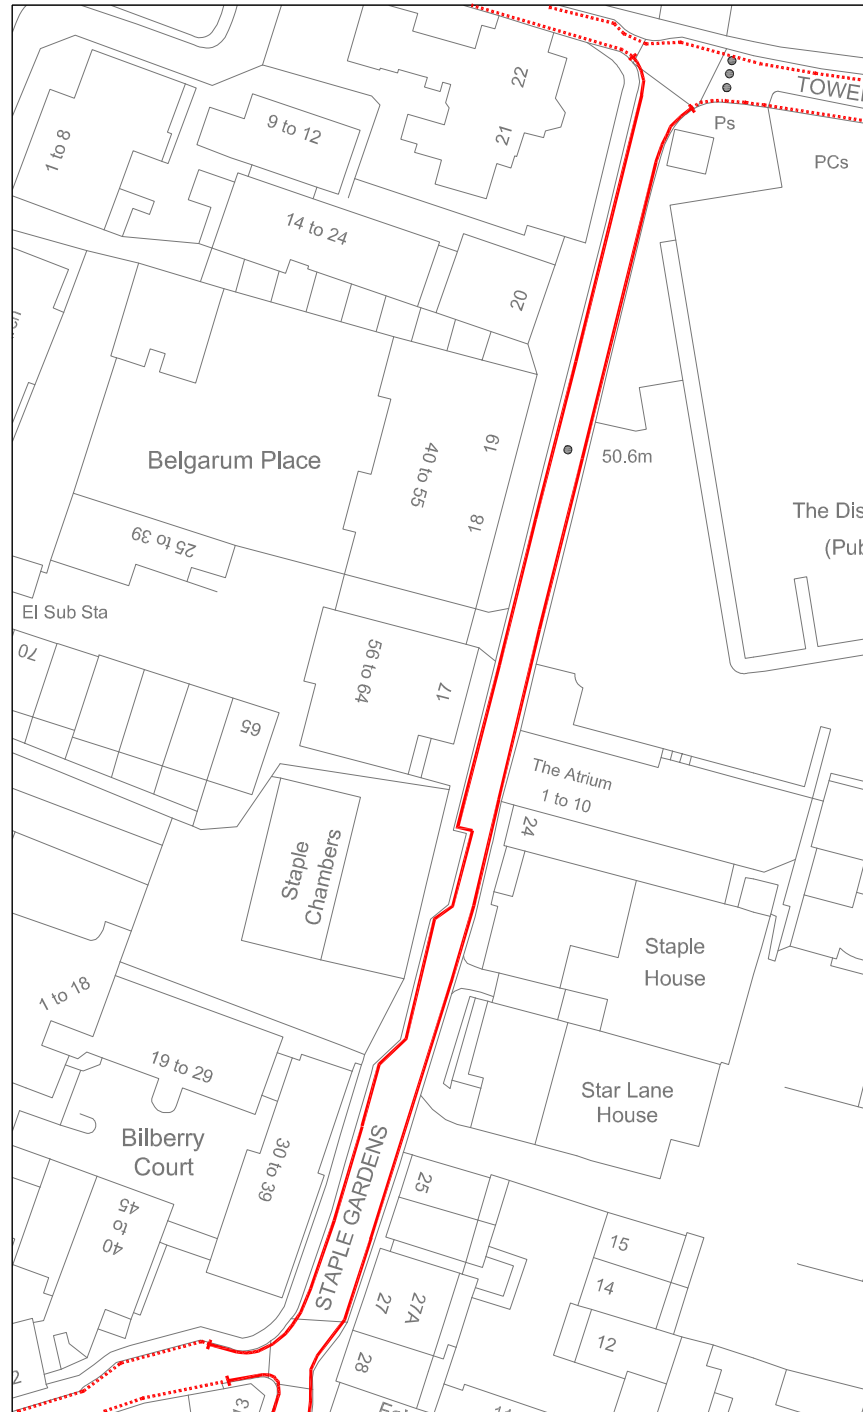 TOWE
22
9 to 12
21
Ps
1 to 8
PCs
14 to 24
20
Belgarum Place
40 to 55
19
50.6m
18
The Dis
(Pub
25 to 39
El Sub Sta
70
56 to 64
17
65
The Atrium
1 to 10
24
Staple
Chambers
Staple
House
1 to 18
19 to 29
Star Lane
House
Bilberry
Court
30 to 39
STAPLE GARDENS
25
40
to
45
15
14
27
27A
12
28
13